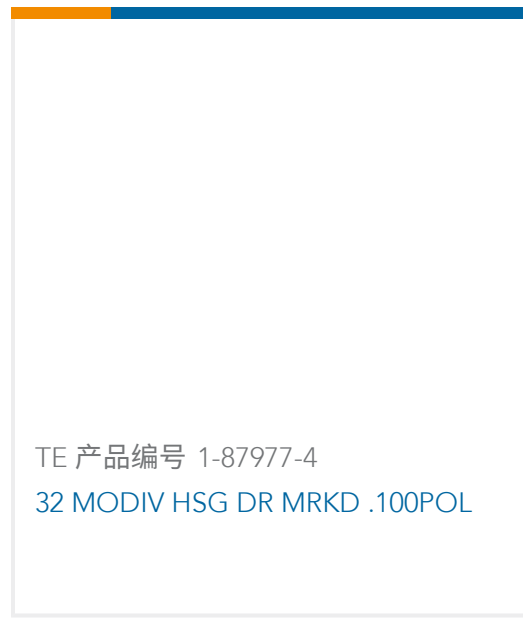 TE 产品编号 1-87977-4
32 MODIV HSG DR MRKD .100POL